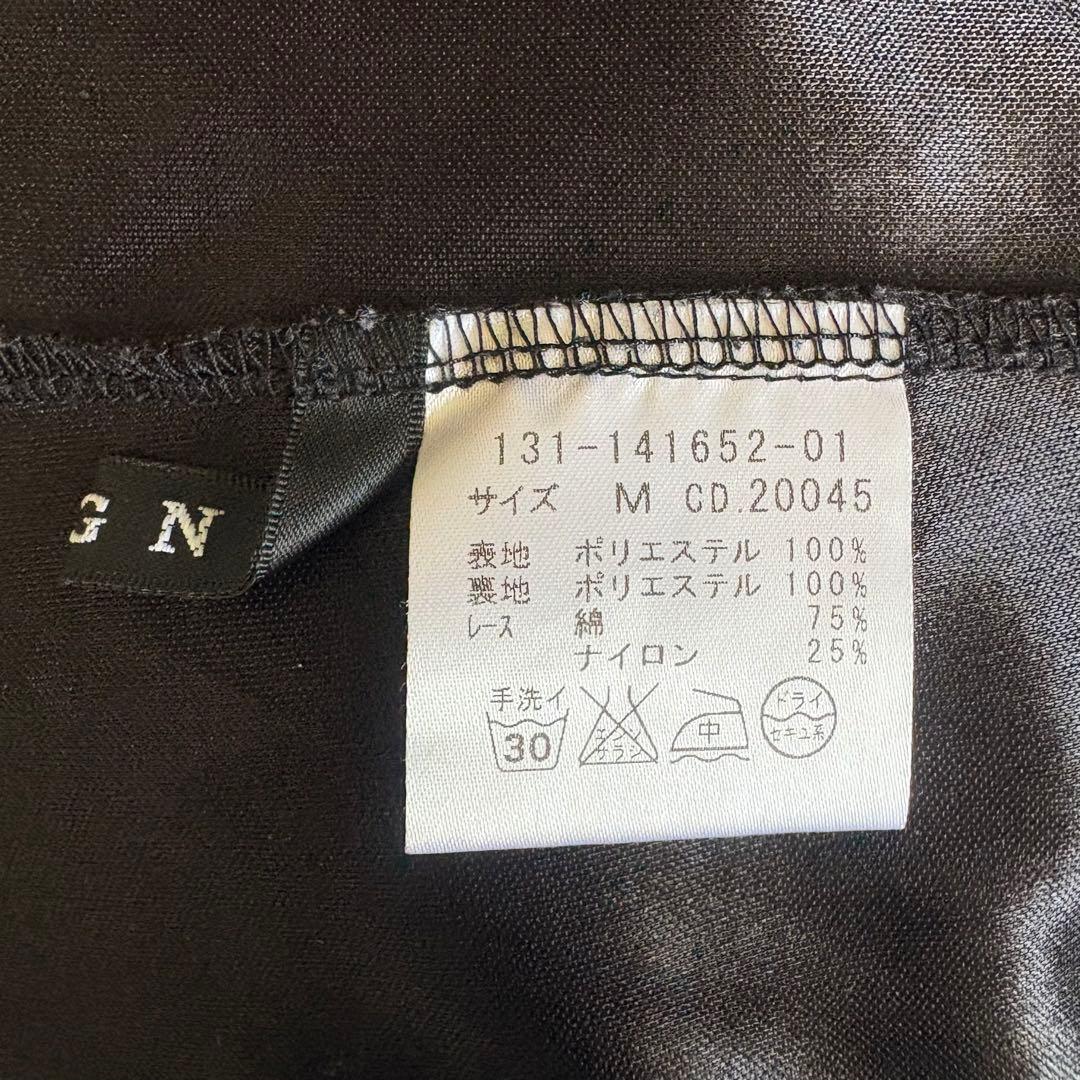 131-141652-01
サイズ M CD.20045
表地 ポリエステル 100%
裏地 ポリエステル 100%
レース 綿 75%
ナイロン 25%
手洗イ
30
エンソ
サラシ
中
ドライ
セキユ系
G N